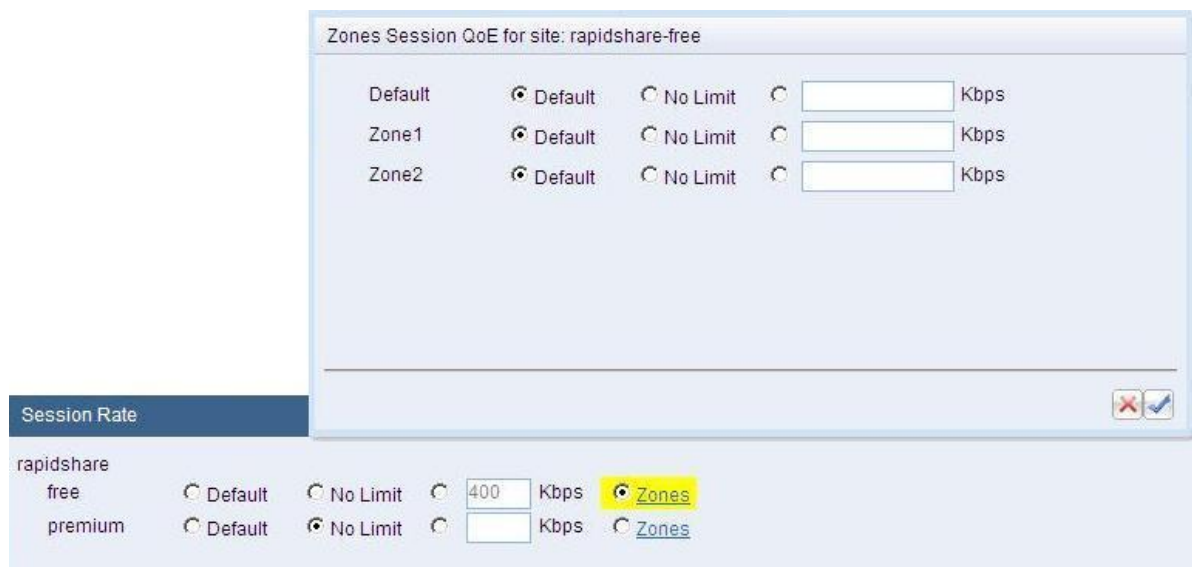 Zones Session QoE for site: rapidshare-free
Default Default No Limit Kbps
Zone1 Default No Limit Kbps
Zone2 Default No Limit Kbps
Session Rate
rapidshare
free Default No Limit 400 Kbps Zones
premium Default No Limit Kbps Zones